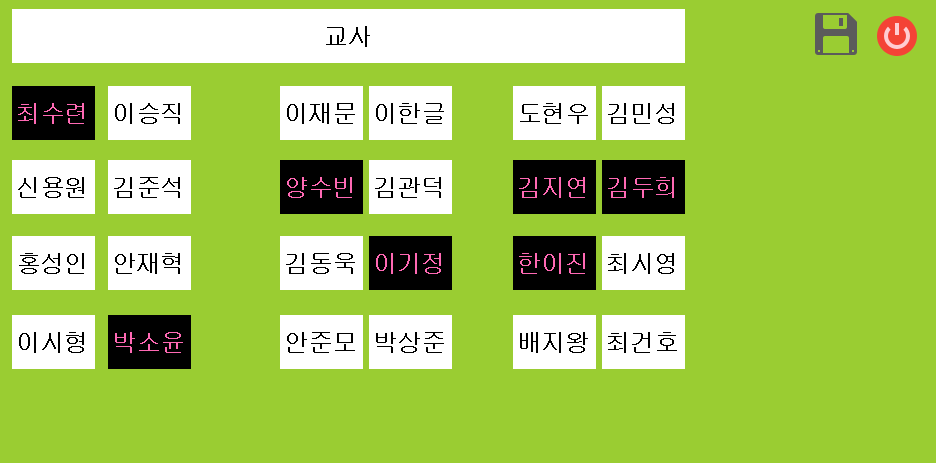 교사
최수련 이승직 이재문 이한글 도현우 김민성
신용원 김준석 양수빈 김관덕 김지연 김두희
홍성인 안재혁 김동욱 이기정 한이진 최시영
이시형 박소윤 안준모 박상준 배지왕 최건호